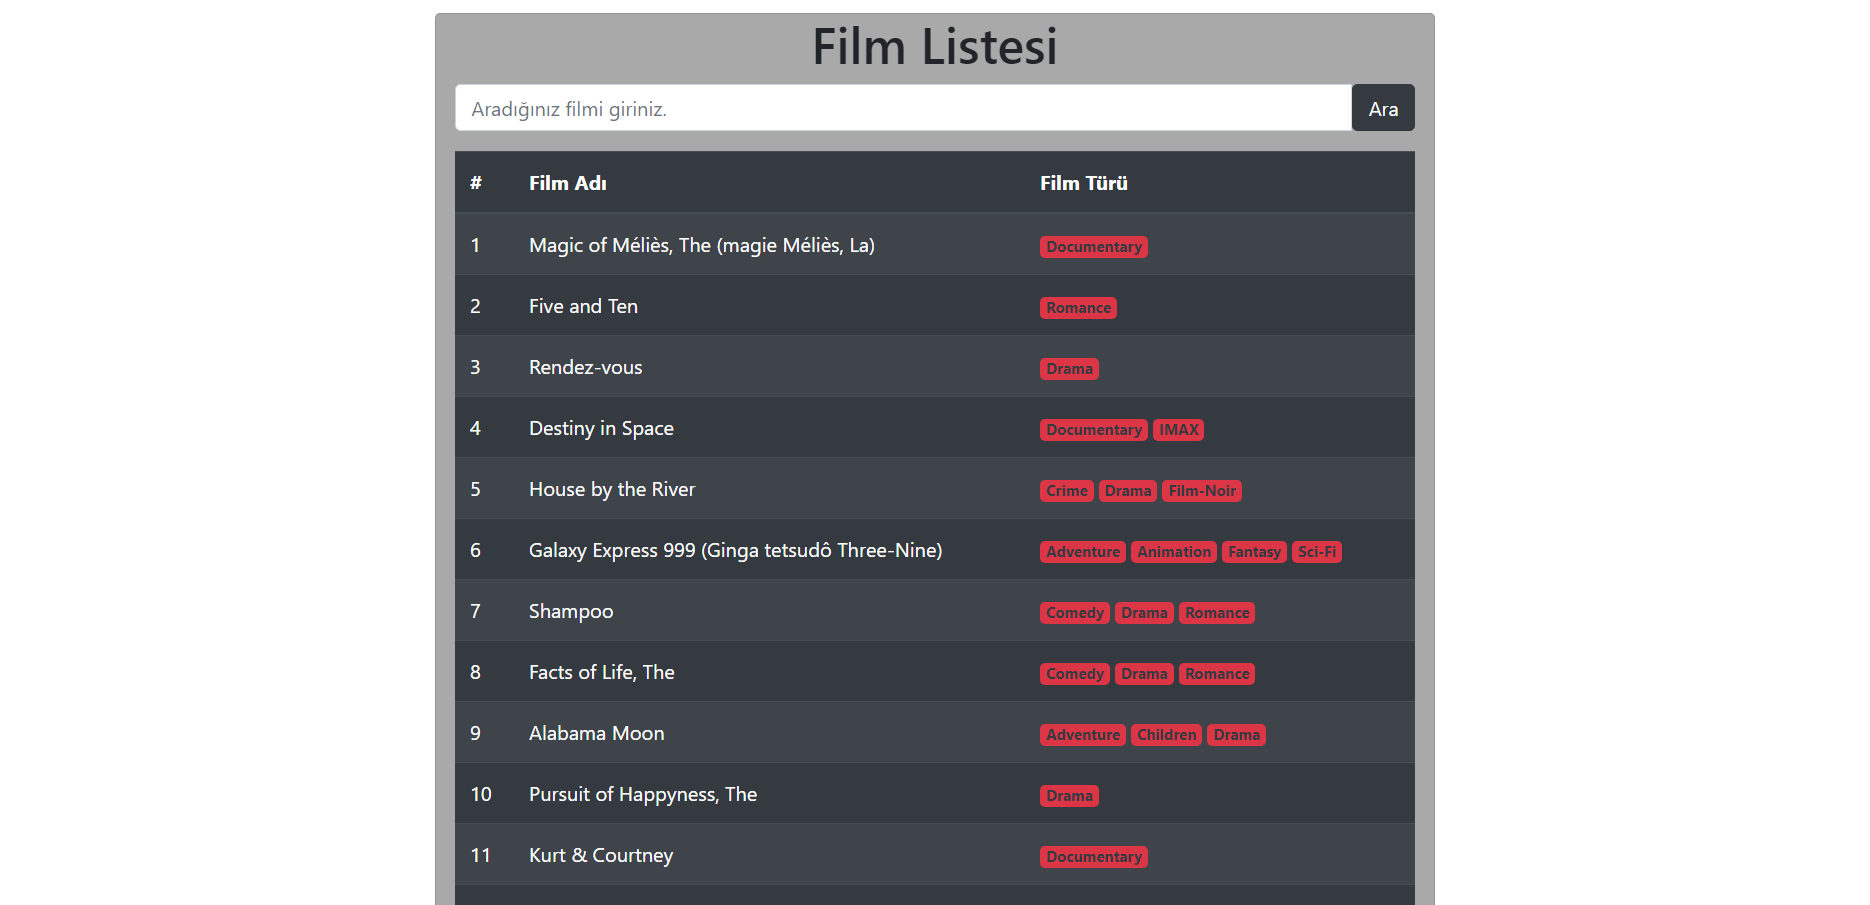 Film Listesi
Aradığınız filmi giriniz. Ara
# Film Adı Film Türü
1 Magic of Méliès, The (magie Méliès, La) Documentary
2 Five and Ten Romance
3 Rendez-vous Drama
4 Destiny in Space Documentary IMAX
5 House by the River Crime Drama Film-Noir
6 Galaxy Express 999 (Ginga tetsudô Three-Nine) Adventure Animation Fantasy Sci-Fi
7 Shampoo Comedy Drama Romance
8 Facts of Life, The Comedy Drama Romance
9 Alabama Moon Adventure Children Drama
10 Pursuit of Happyness, The Drama
11 Kurt & Courtney Documentary